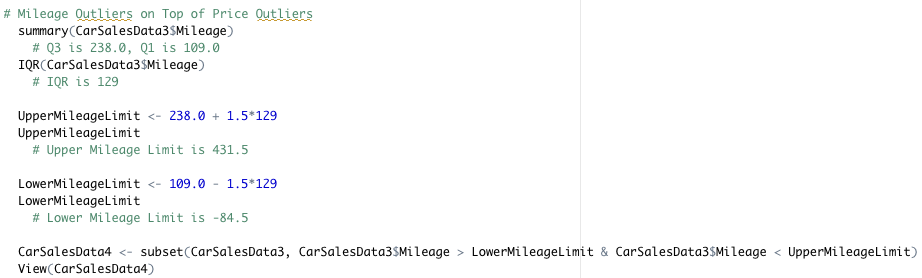 # Mileage Outliers on Top of Price Outliers
summary(CarSalesData3$Mileage)
# Q3 is 238.0, Q1 is 109.0
IQR(CarSalesData3$Mileage)
# IQR is 129
UpperMileageLimit <- 238.0 + 1.5*129
UpperMileageLimit
# Upper Mileage Limit is 431.5
LowerMileageLimit <- 109.0 - 1.5*129
LowerMileageLimit
# Lower Mileage Limit is -84.5
CarSalesData4 <- subset(CarSalesData3, CarSalesData3$Mileage > LowerMileageLimit & CarSalesData3$Mileage < UpperMileageLimit)
View(CarSalesData4)